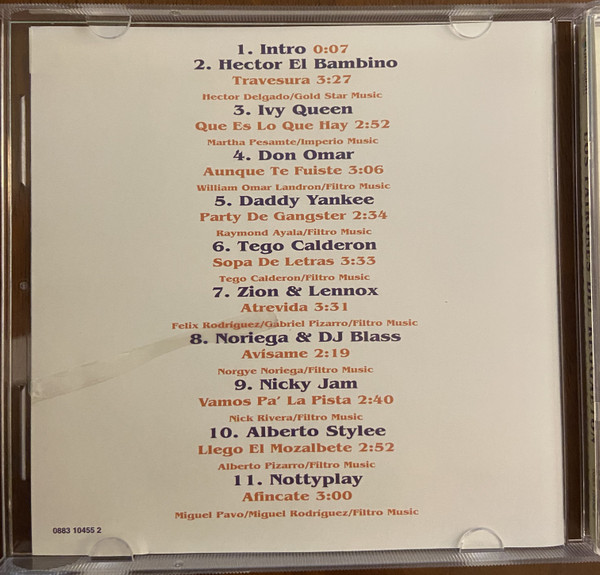 1. Intro 0:07
2. Hector El Bambino
Travesura 3:27
Hector Delgado/Gold Star Music
3. Ivy Queen
Que Es Lo Que Hay 2:52
Martha Pesamte/Imperio Music
4. Don Omar
Aunque Te Fuiste 3:06
William Omar Landron/Filtro Music
5. Daddy Yankee
Party De Gangster 2:34
Raymond Ayala/Filtro Music
6. Tego Calderon
Sopa De Letras 3:33
Tego Calderon/Filtro Music
7. Zion & Lennox
Atrevida 3:31
Felix Rodríguez/Gabriel Pizarro/Filtro Music
8. Noriega & DJ Blass
Avísame 2:19
Norgye Noriega/Filtro Music
9. Nicky Jam
Vamos Pa' La Pista 2:40
Nick Rivera/Filtro Music
10. Alberto Stylee
Llego El Mozalbete 2:52
Alberto Pizarro/Filtro Music
11. Nottyplay
Afincate 3:00
Miguel Pavo/Miguel Rodríguez/Filtro Music
0883 10455 2